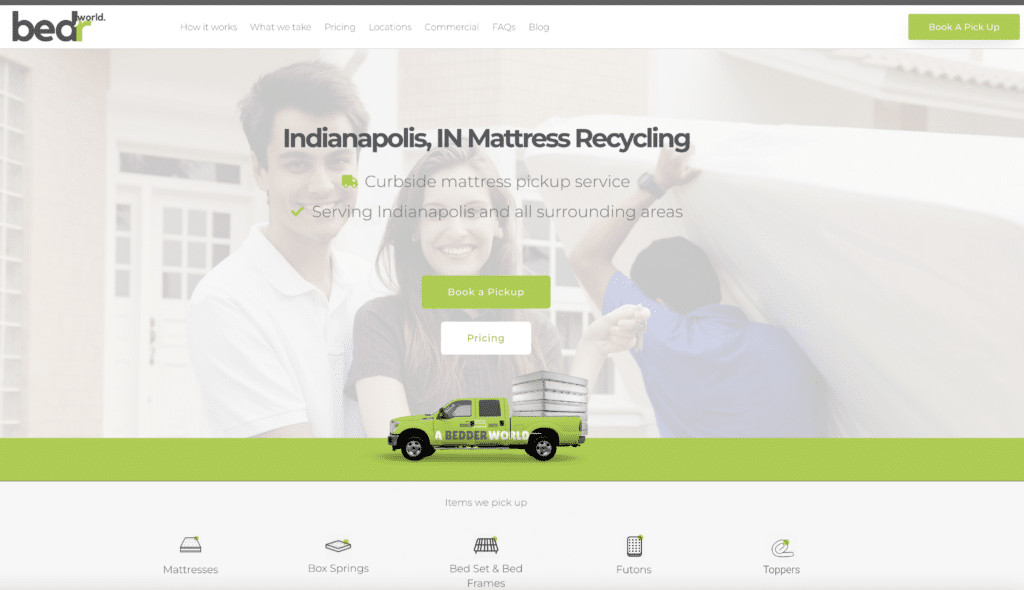 bedr world.
How it works What we take Pricing Locations Commercial FAQs Blog
Book A Pick Up
Indianapolis, IN Mattress Recycling
Curbside mattress pickup service
Serving Indianapolis and all surrounding areas
Book a Pickup
Pricing
A BEDDER WORLD
Items we pick up
Mattresses
Box Springs
Bed Set & Bed
Frames
Futons
Toppers